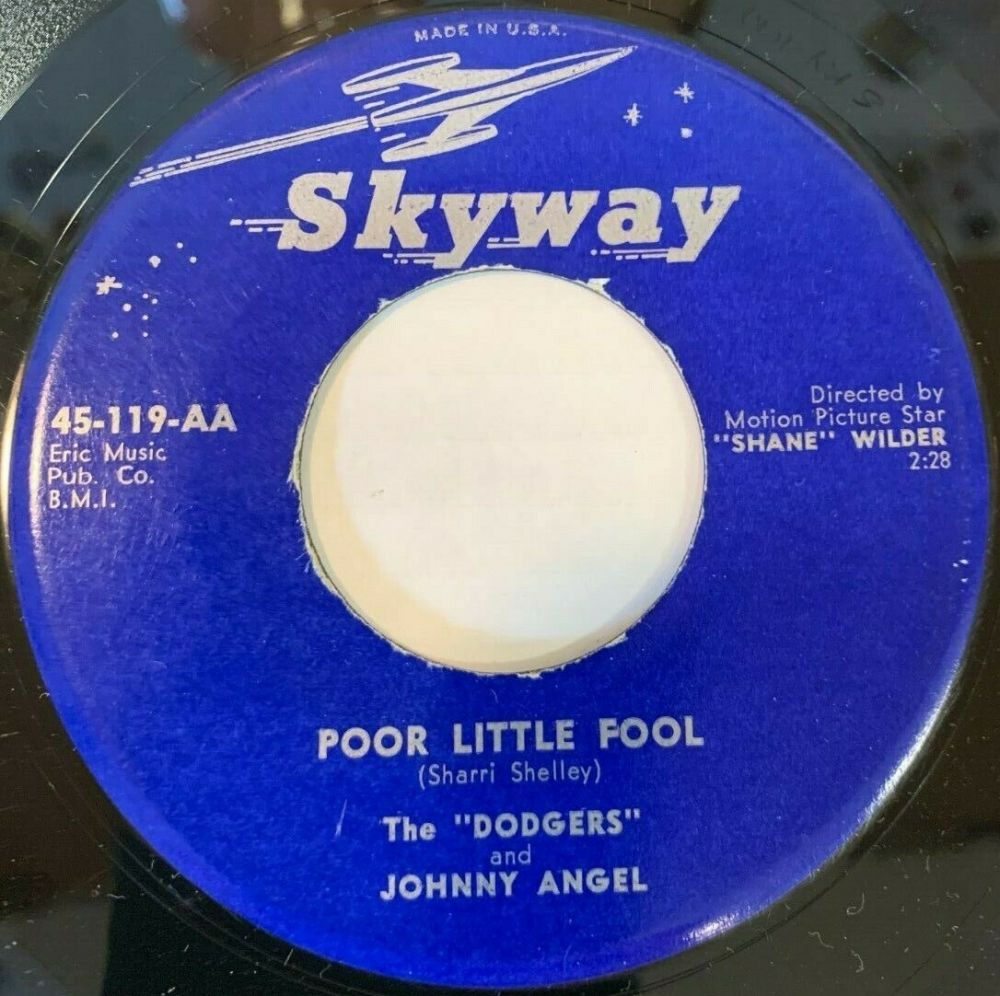 MADE IN U.S.A.
Skyway
45-119-AA
Eric Music
Pub. Co.
B.M.I.
Directed by
Motion Picture Star
"SHANE" WILDER
2:28
POOR LITTLE FOOL
(Sharri Shelley)
The "DODGERS"
and
JOHNNY ANGEL